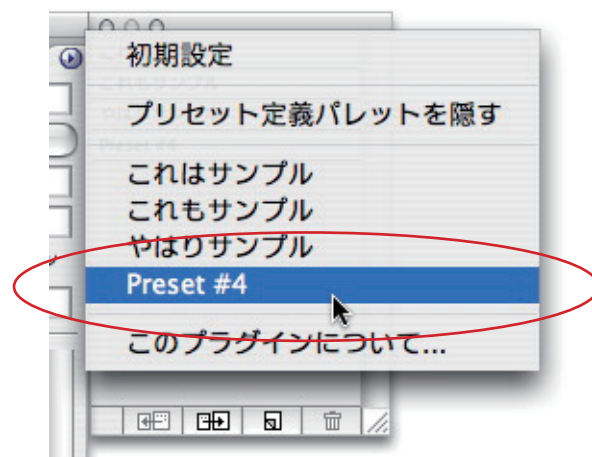 初期設定
プリセット定義パレットを隠す
これはサンプル
これもサンプル
やはりサンプル
Preset #4
このプラグインについて...